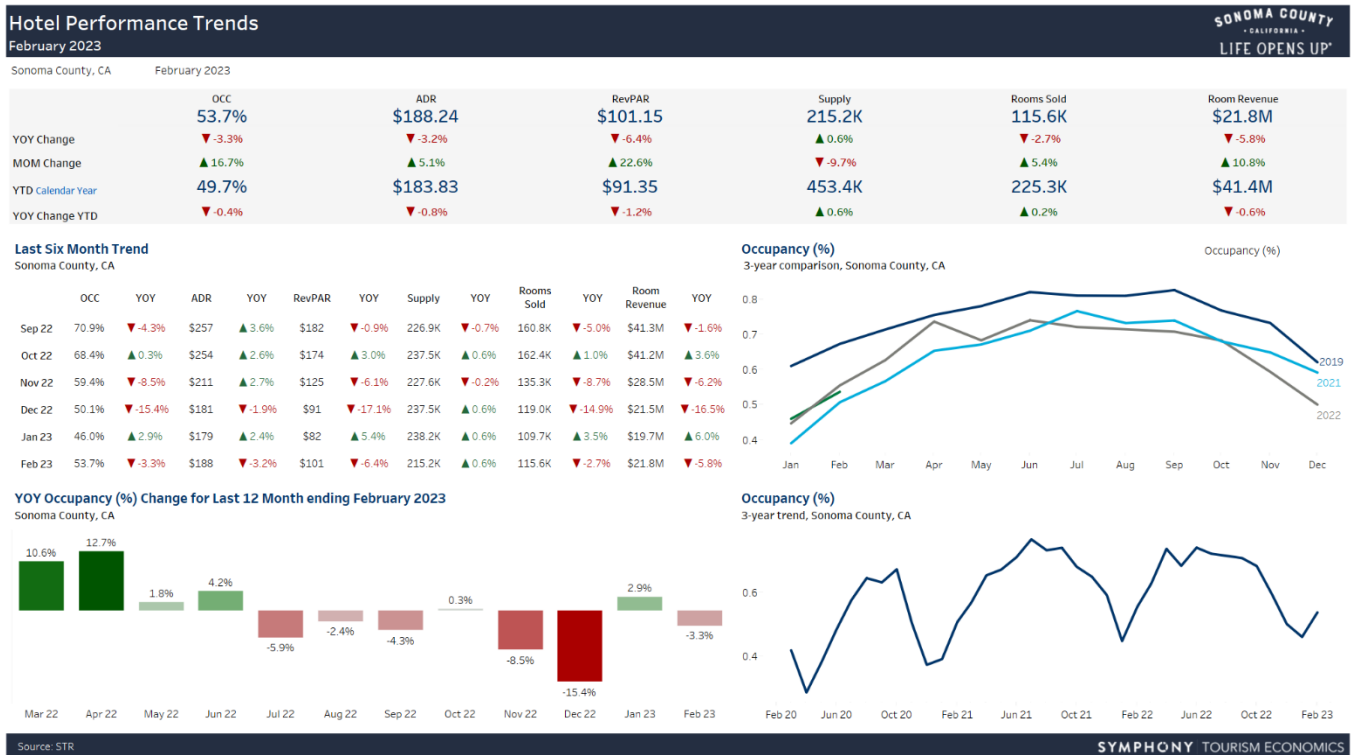 Hotel Performance Trends
February 2023
SONOMA COUNTY
• CALIFORNIA •
LIFE OPENS UP
Sonoma County, CA February 2023
OCC ADR RevPAR Supply Rooms Sold Room Revenue
53.7% $188.24 $101.15 215.2K 115.6K $21.8M
YOY Change ▼-3.3% ▼-3.2% ▼-6.4% ▲0.6% ▼-2.7% ▼-5.8%
MOM Change ▲16.7% ▲5.1% ▲22.6% ▼-9.7% ▲5.4% ▲10.8%
YTD Calendar Year 49.7% $183.83 $91.35 453.4K 225.3K $41.4M
YOY Change YTD ▼-0.4% ▼-0.8% ▼-1.2% ▲0.6% ▲0.2% ▼-0.6%
Last Six Month Trend
Sonoma County, CA
OCC YOY ADR YOY RevPAR YOY Supply YOY Rooms Sold YOY Room Revenue YOY
Sep 22 70.9% ▼-4.3% $257 ▲3.6% $182 ▼-0.9% 226.9K ▼-0.7% 160.8K ▼-5.0% $41.3M ▼-1.6%
Oct 22 68.4% ▲0.3% $254 ▲2.6% $174 ▲3.0% 237.5K ▲0.6% 162.4K ▲1.0% $41.2M ▲3.6%
Nov 22 59.4% ▼-8.5% $211 ▲2.7% $125 ▼-6.1% 227.6K ▼-0.2% 135.3K ▼-8.7% $28.5M ▼-6.2%
Dec 22 50.1% ▼-15.4% $181 ▼-1.9% $91 ▼-17.1% 237.5K ▲0.6% 119.0K ▼-14.9% $21.5M ▼-16.5%
Jan 23 46.0% ▲2.9% $179 ▲2.4% $82 ▲5.4% 238.2K ▲0.6% 109.7K ▲3.5% $19.7M ▲6.0%
Feb 23 53.7% ▼-3.3% $188 ▼-3.2% $101 ▼-6.4% 215.2K ▲0.6% 115.6K ▼-2.7% $21.8M ▼-5.8%
Occupancy (%)
Occupancy (%)
3-year comparison, Sonoma County, CA
0.8
0.7
0.6
0.5
0.4
2019
2021
2022
Jan Feb Mar Apr May Jun Jul Aug Sep Oct Nov Dec
YOY Occupancy (%) Change for Last 12 Month ending February 2023
Sonoma County, CA
10.6% 12.7% 1.8% 4.2% -5.9% -2.4% -4.3% 0.3% -8.5% -15.4% 2.9% -3.3%
Mar 22 Apr 22 May 22 Jun 22 Jul 22 Aug 22 Sep 22 Oct 22 Nov 22 Dec 22 Jan 23 Feb 23
Occupancy (%)
3-year trend, Sonoma County, CA
0.6
0.4
Feb 20 Jun 20 Oct 20 Feb 21 Jun 21 Oct 21 Feb 22 Jun 22 Oct 22 Feb 23
Source: STR
SYMPHONY TOURISM ECONOMICS